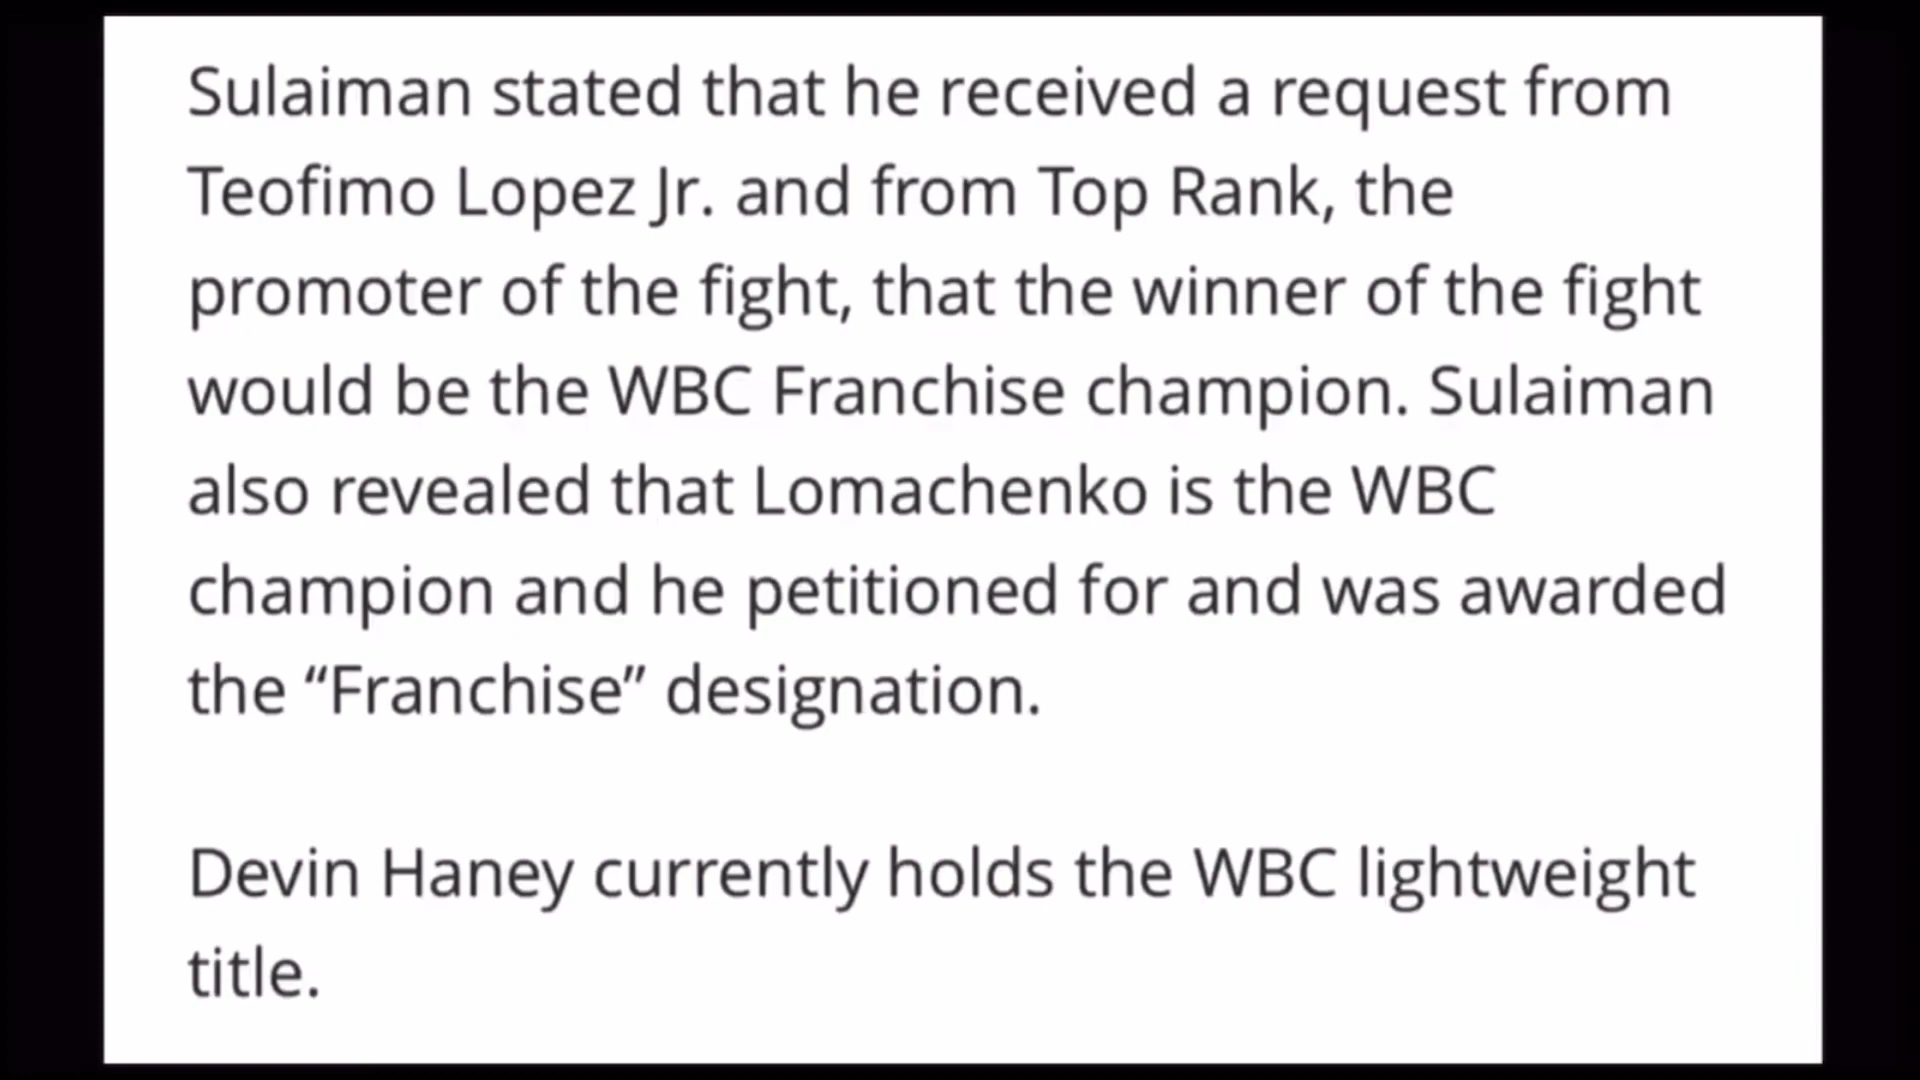 Sulaiman stated that he received a request from
Teofimo Lopez Jr. and from Top Rank, the
promoter of the fight, that the winner of the fight
would be the WBC Franchise champion. Sulaiman
also revealed that Lomachenko is the WBC
champion and he petitioned for and was awarded
the “Franchise” designation.
Devin Haney currently holds the WBC lightweight
title.